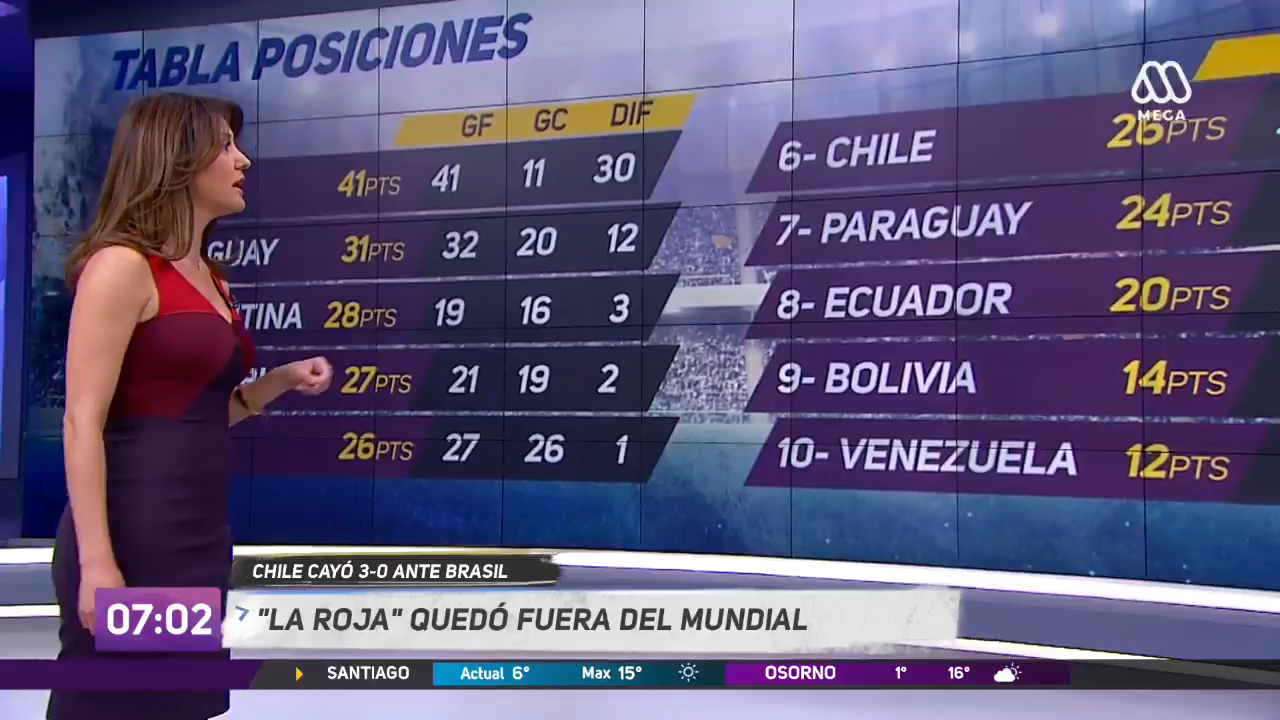 TABLA POSICIONES
MEGA
GF GC DIF
41PTS 41 11 30
GUAY 31PTS 32 20 12
TINA 28PTS 19 16 3
27PTS 21 19 2
26PTS 27 26 1
6- CHILE 26PTS
7- PARAGUAY 24PTS
8- ECUADOR 20PTS
9- BOLIVIA 14PTS
10- VENEZUELA 12PTS
CHILE CAYÓ 3-0 ANTE BRASIL
07:02 "LA ROJA" QUEDÓ FUERA DEL MUNDIAL
SANTIAGO Actual 6° Max 15° OSORNO 1° 16°